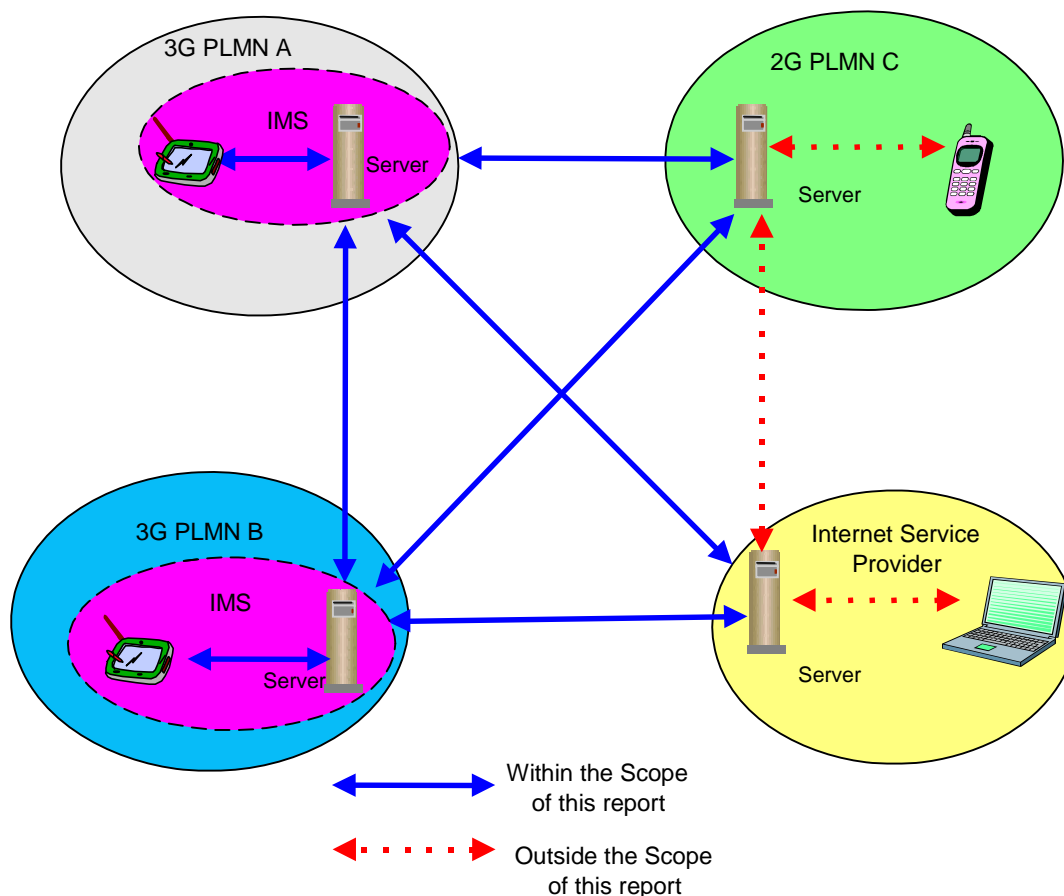 3G PLMN A
IMS
Server
2G PLMN C
Server
3G PLMN B
IMS
Server
Internet Service
Provider
Server
Within the Scope
of this report
Outside the Scope
of this report